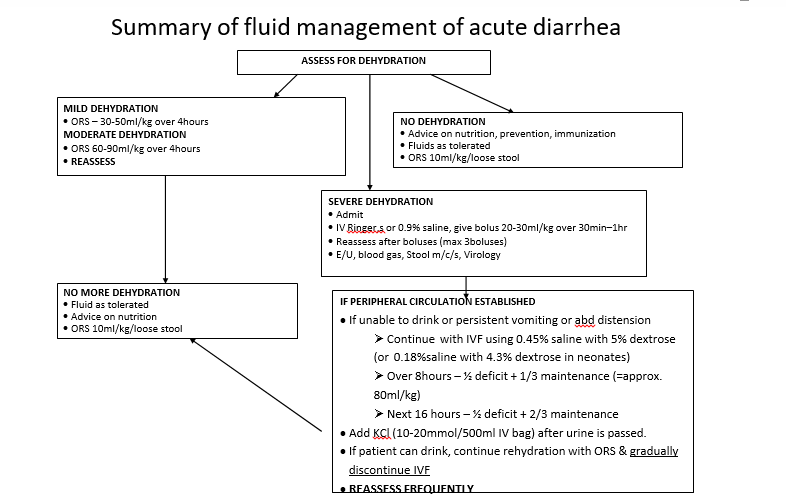 Summary of fluid management of acute diarrhea
ASSESS FOR DEHYDRATION
MILD DEHYDRATION
• ORS – 30-50ml/kg over 4hours
MODERATE DEHYDRATION
• ORS 60-90ml/kg over 4hours
• REASSESS
NO DEHYDRATION
• Advice on nutrition, prevention, immunization
• Fluids as tolerated
• ORS 10ml/kg/loose stool
SEVERE DEHYDRATION
• Admit
• IV Ringer,s or 0.9% saline, give bolus 20-30ml/kg over 30min–1hr
• Reassess after boluses (max 3boluses)
• E/U, blood gas, Stool m/c/s, Virology
NO MORE DEHYDRATION
• Fluid as tolerated
• Advice on nutrition
• ORS 10ml/kg/loose stool
IF PERIPHERAL CIRCULATION ESTABLISHED
• If unable to drink or persistent vomiting or abd distension
➢ Continue with IVF using 0.45% saline with 5% dextrose
(or 0.18%saline with 4.3% dextrose in neonates)
➢ Over 8hours – ½ deficit + 1/3 maintenance (=approx.
80ml/kg)
➢ Next 16 hours – ½ deficit + 2/3 maintenance
• Add KCl (10-20mmol/500ml IV bag) after urine is passed.
• If patient can drink, continue rehydration with ORS & gradually
discontinue IVF
• REASSESS FREQUENTLY